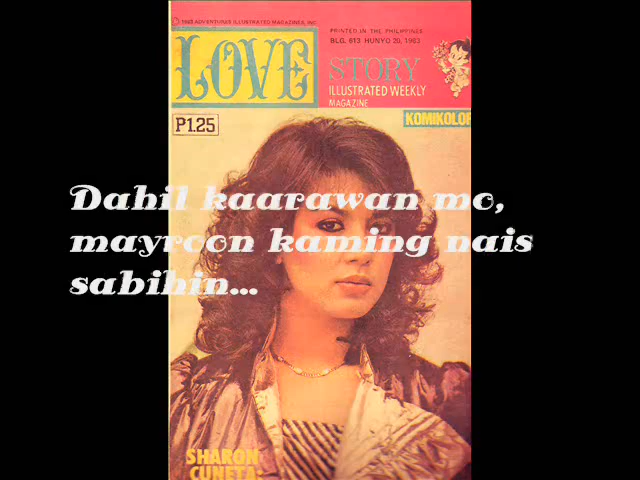 © 1983 ADVENTURES ILLUSTRATED MAGAZINES, INC.
PRINTED IN THE PHILIPPINES
BLG. 613 HUNYO 20, 1983
LOVE
STORY
ILLUSTRATED WEEKLY
MAGAZINE
KOMIKOLOR
P1.25
Dahil kaarawan mo,
mayroon kaming nais
sabihin...
SHARON
CUNETA: